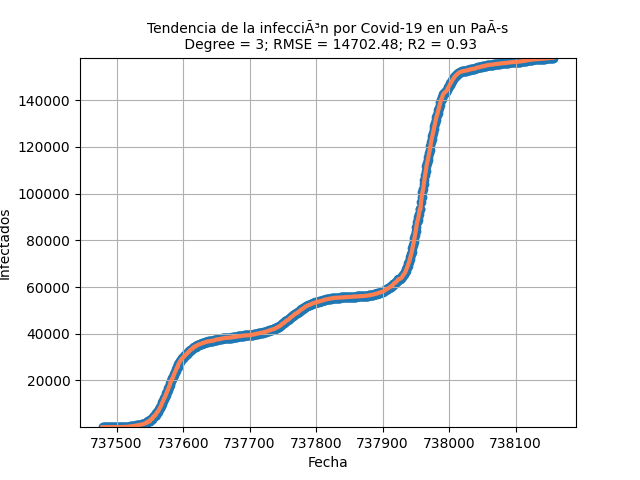 Tendencia de la infecciÃ³n por Covid-19 en un PaÃ-s
Degree = 3; RMSE = 14702.48; R2 = 0.93
Infectados
140000
120000
100000
80000
60000
40000
20000
737500 737600 737700 737800 737900 738000 738100
Fecha